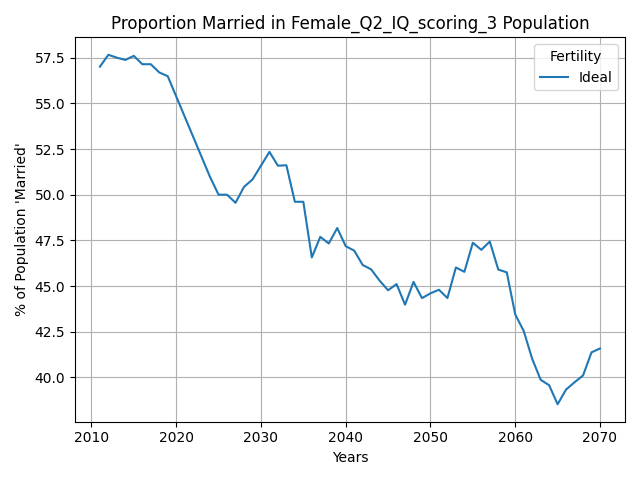 Proportion Married in Female_Q2_IQ_scoring_3 Population
Fertility
Ideal
% of Population 'Married'
57.5
55.0
52.5
50.0
47.5
45.0
42.5
40.0
2010 2020 2030 2040 2050 2060 2070
Years